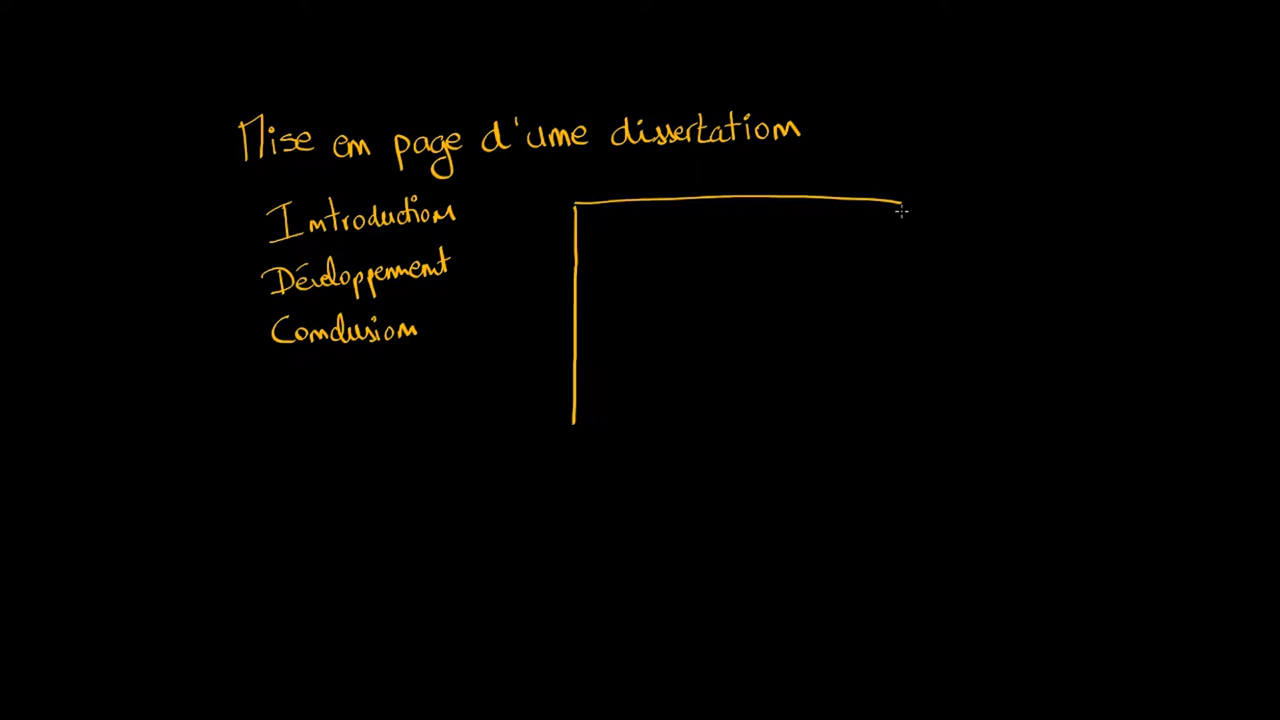 Mise en page d'une dissertation
Introduction
Développement
Conclusion